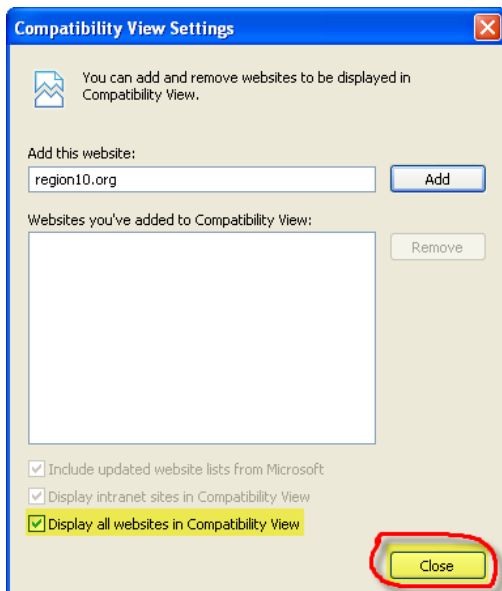 Compatibility View Settings
You can add and remove websites to be displayed in
Compatibility View.
Add this website:
region10.org
Add
Websites you've added to Compatibility View:
Remove
Include updated website lists from Microsoft
Display intranet sites in Compatibility View
Display all websites in Compatibility View
Close